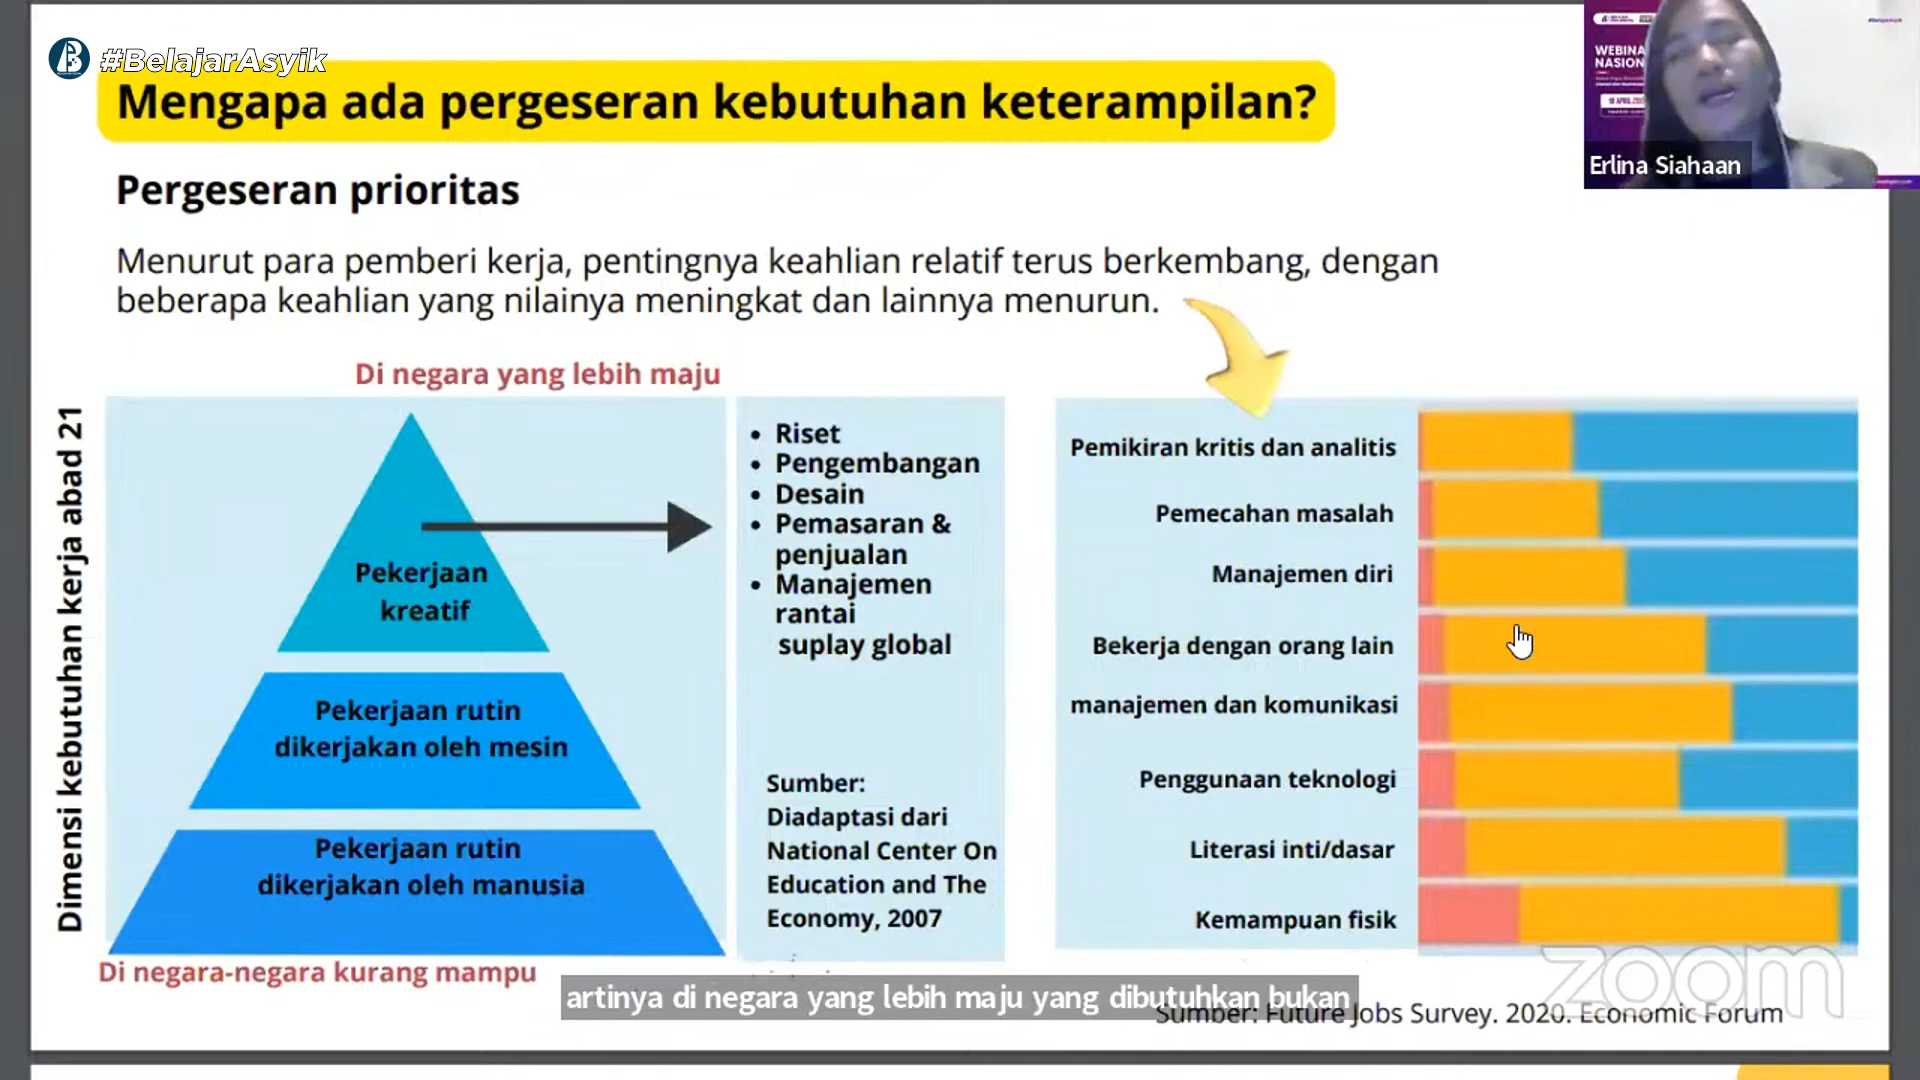 #BelajarAsyik
Mengapa ada pergeseran kebutuhan keterampilan?
WEBINA
NASION
Erlina Siahaan
Pergeseran prioritas
Menurut para pemberi kerja, pentingnya keahlian relatif terus berkembang, dengan
beberapa keahlian yang nilainya meningkat dan lainnya menurun.
Di negara yang lebih maju
Dimensi kebutuhan kerja abad 21
Pekerjaan
kreatif
Pekerjaan rutin
dikerjakan oleh mesin
Pekerjaan rutin
dikerjakan oleh manusia
Di negara-negara kurang mampu
• Riset
• Pengembangan
• Desain
• Pemasaran &
penjualan
• Manajemen
rantai
suplay global
Sumber:
Diadaptasi dari
National Center On
Education and The
Economy, 2007
Pemikiran kritis dan analitis
Pemecahan masalah
Manajemen diri
Bekerja dengan orang lain
manajemen dan komunikasi
Penggunaan teknologi
Literasi inti/dasar
Kemampuan fisik
zoom
artinya di negara yang lebih maju yang dibutuhkan bukan
Sumber: Future Jobs Survey. 2020. Economic Forum